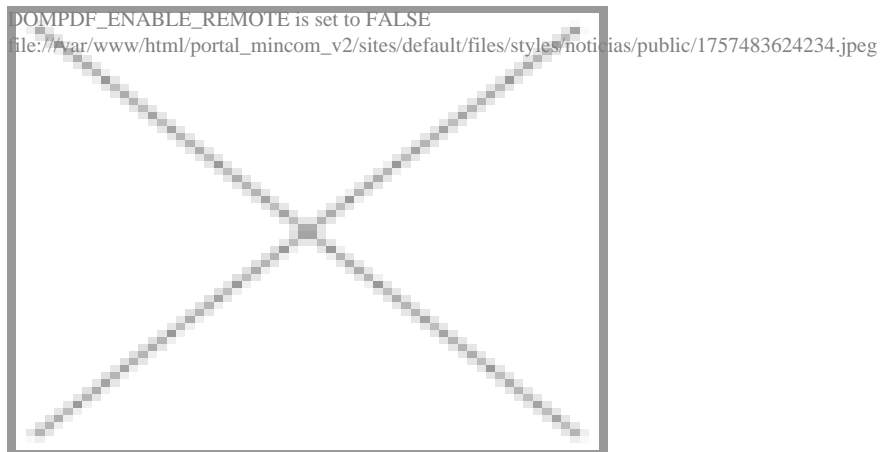 DOMPDF_ENABLE_REMOTE is set to FALSE
file:///var/www/html/portal_mincom_v2/sites/default/files/styles/noticias/public/1757483624234.jpeg